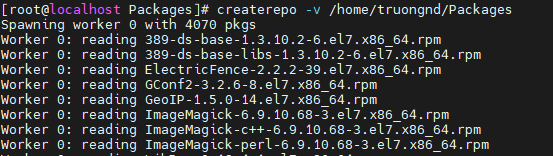 [root@localhost Packages]# createrepo -v /home/truongnd/Packages
Spawning worker 0 with 4070 pkgs
Worker 0: reading 389-ds-base-1.3.10.2-6.el7.x86_64.rpm
Worker 0: reading 389-ds-base-libs-1.3.10.2-6.el7.x86_64.rpm
Worker 0: reading ElectricFence-2.2.2-39.el7.x86_64.rpm
Worker 0: reading GConf2-3.2.6-8.el7.x86_64.rpm
Worker 0: reading GeoIP-1.5.0-14.el7.x86_64.rpm
Worker 0: reading ImageMagick-6.9.10.68-3.el7.x86_64.rpm
Worker 0: reading ImageMagick-c++-6.9.10.68-3.el7.x86_64.rpm
Worker 0: reading ImageMagick-perl-6.9.10.68-3.el7.x86_64.rpm